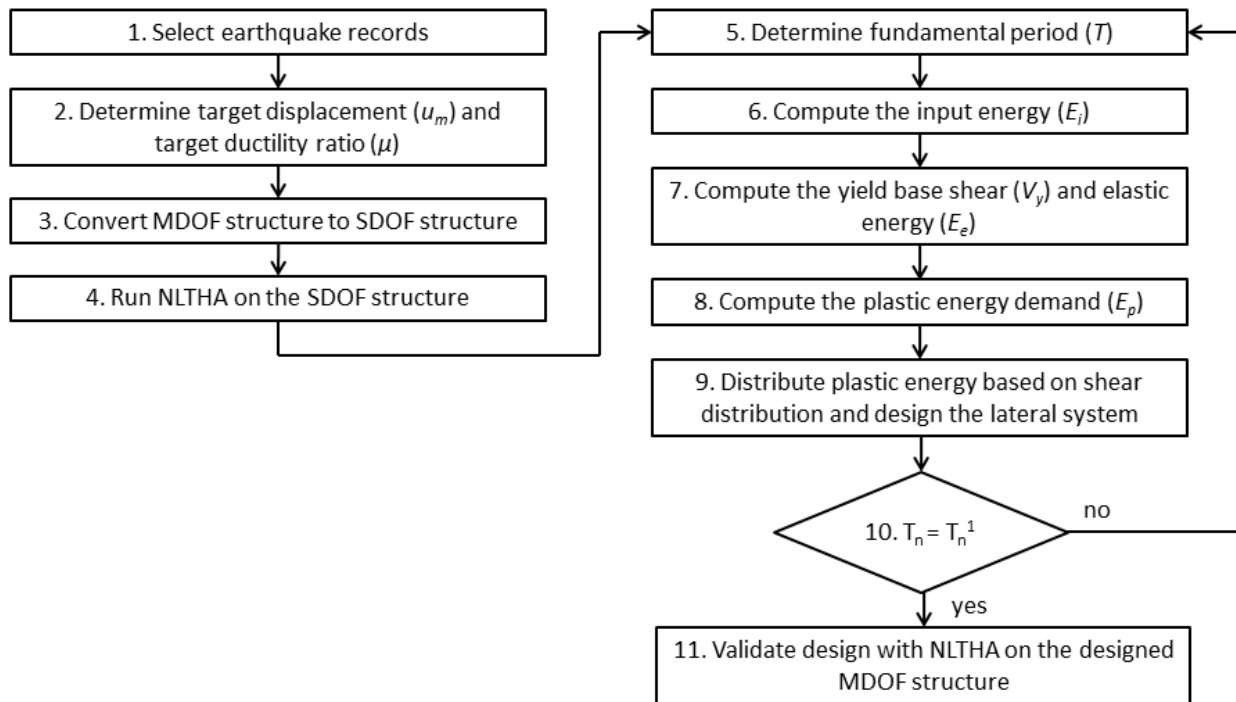 1. Select earthquake records
2. Determine target displacement (uₘ) and
target ductility ratio (μ)
3. Convert MDOF structure to SDOF structure
4. Run NLTHA on the SDOF structure
5. Determine fundamental period (T)
6. Compute the input energy (Eᵢ)
7. Compute the yield base shear (V_y) and elastic
energy (Eₑ)
8. Compute the plastic energy demand (Eₚ)
9. Distribute plastic energy based on shear
distribution and design the lateral system
10. Tₙ = Tₙ¹
no
yes
11. Validate design with NLTHA on the designed
MDOF structure